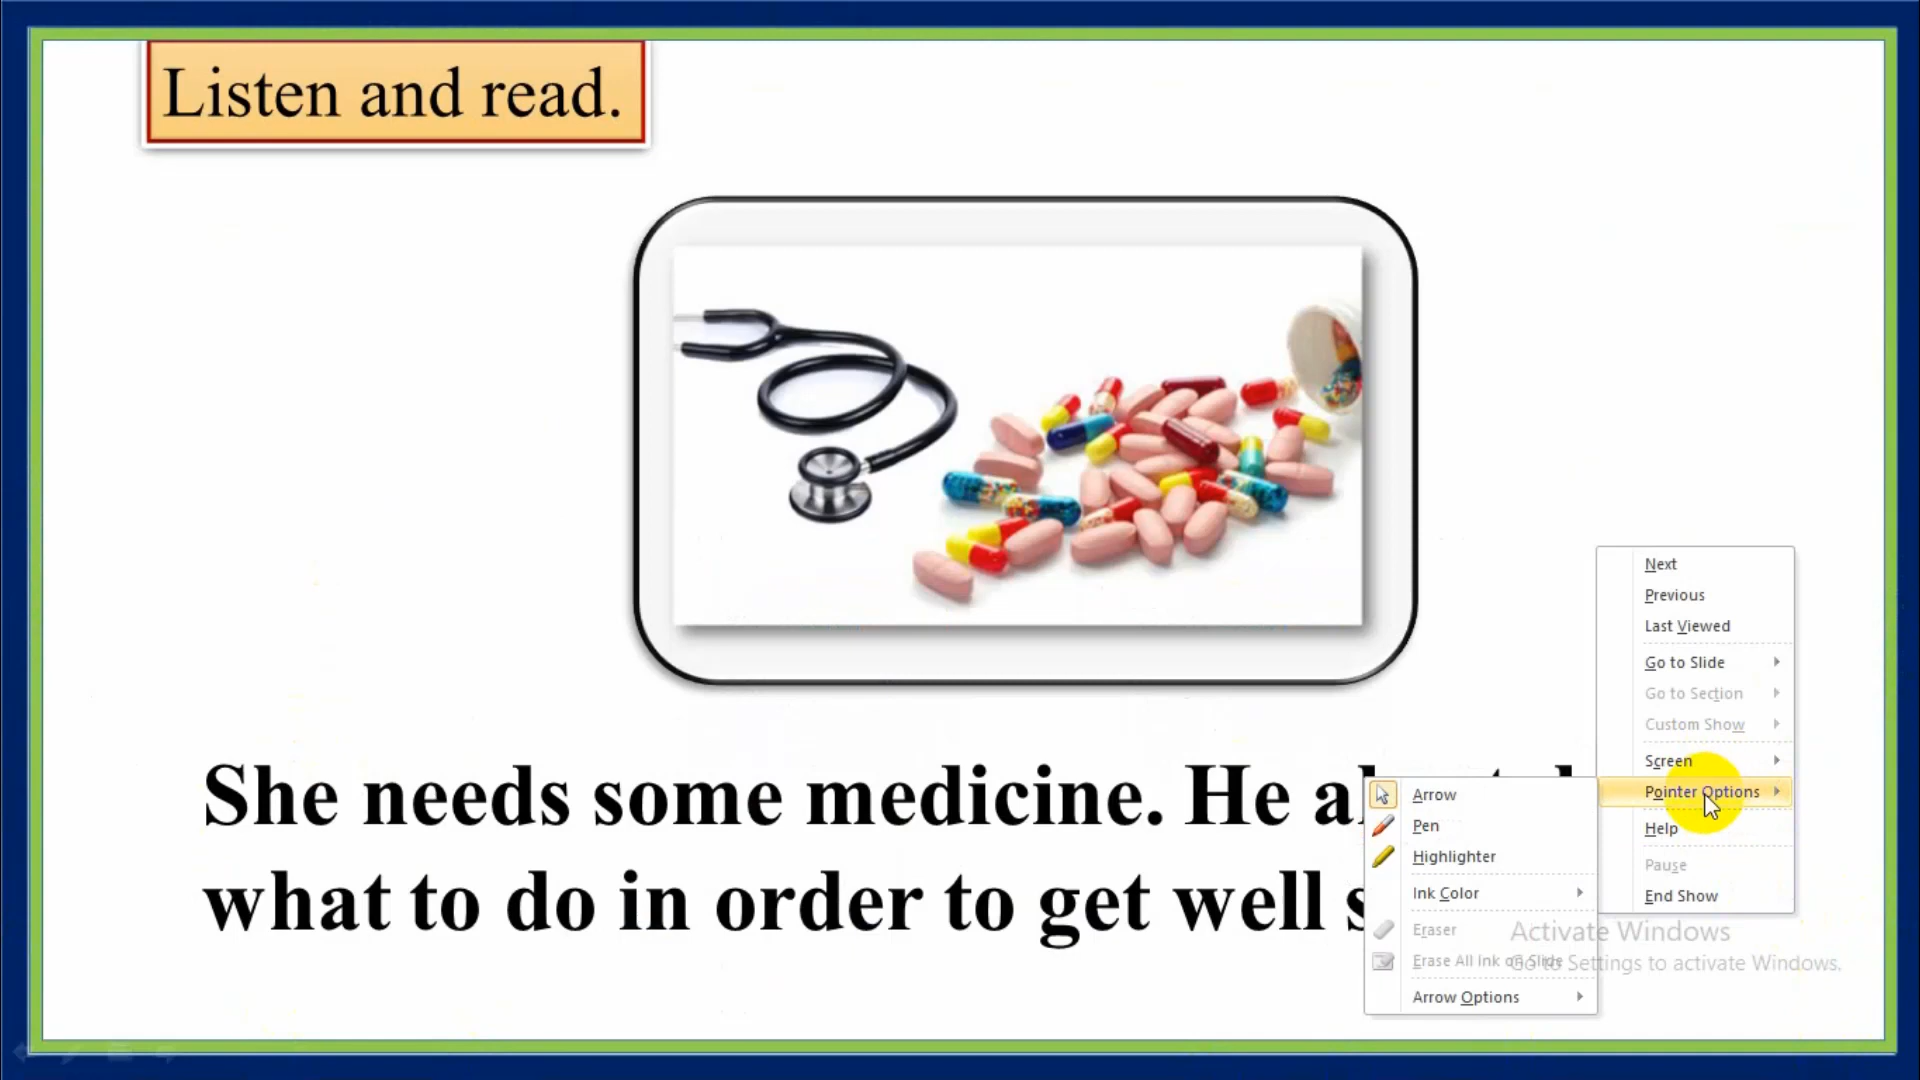 Listen and read.
She needs some medicine. He
what to do in order to get well
Next
Previous
Last Viewed
Go to Slide
Go to Section
Custom Show
Screen
Pointer Options
Help
Pause
End Show
Arrow
Pen
Highlighter
Ink Color
Eraser
Erase All Ink on Slide
Arrow Options
Activate Windows
Go to Settings to activate Windows.